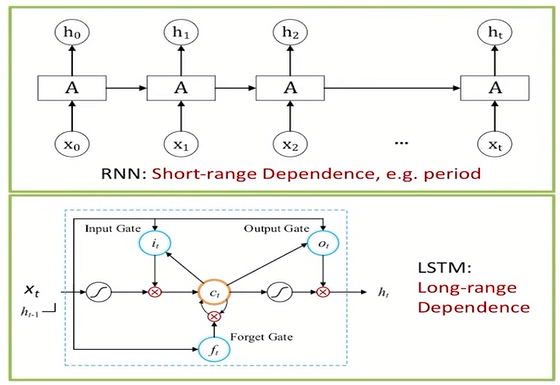 h₀ h₁ h₂ hₜ
A A A A
x₀ x₁ x₂ ... xₜ
RNN: Short-range Dependence, e.g. period
Input Gate iₜ Output Gate oₜ
xₜ cₜ hₜ
hₜ₋₁
Forget Gate
fₜ
LSTM:
Long-range
Dependence